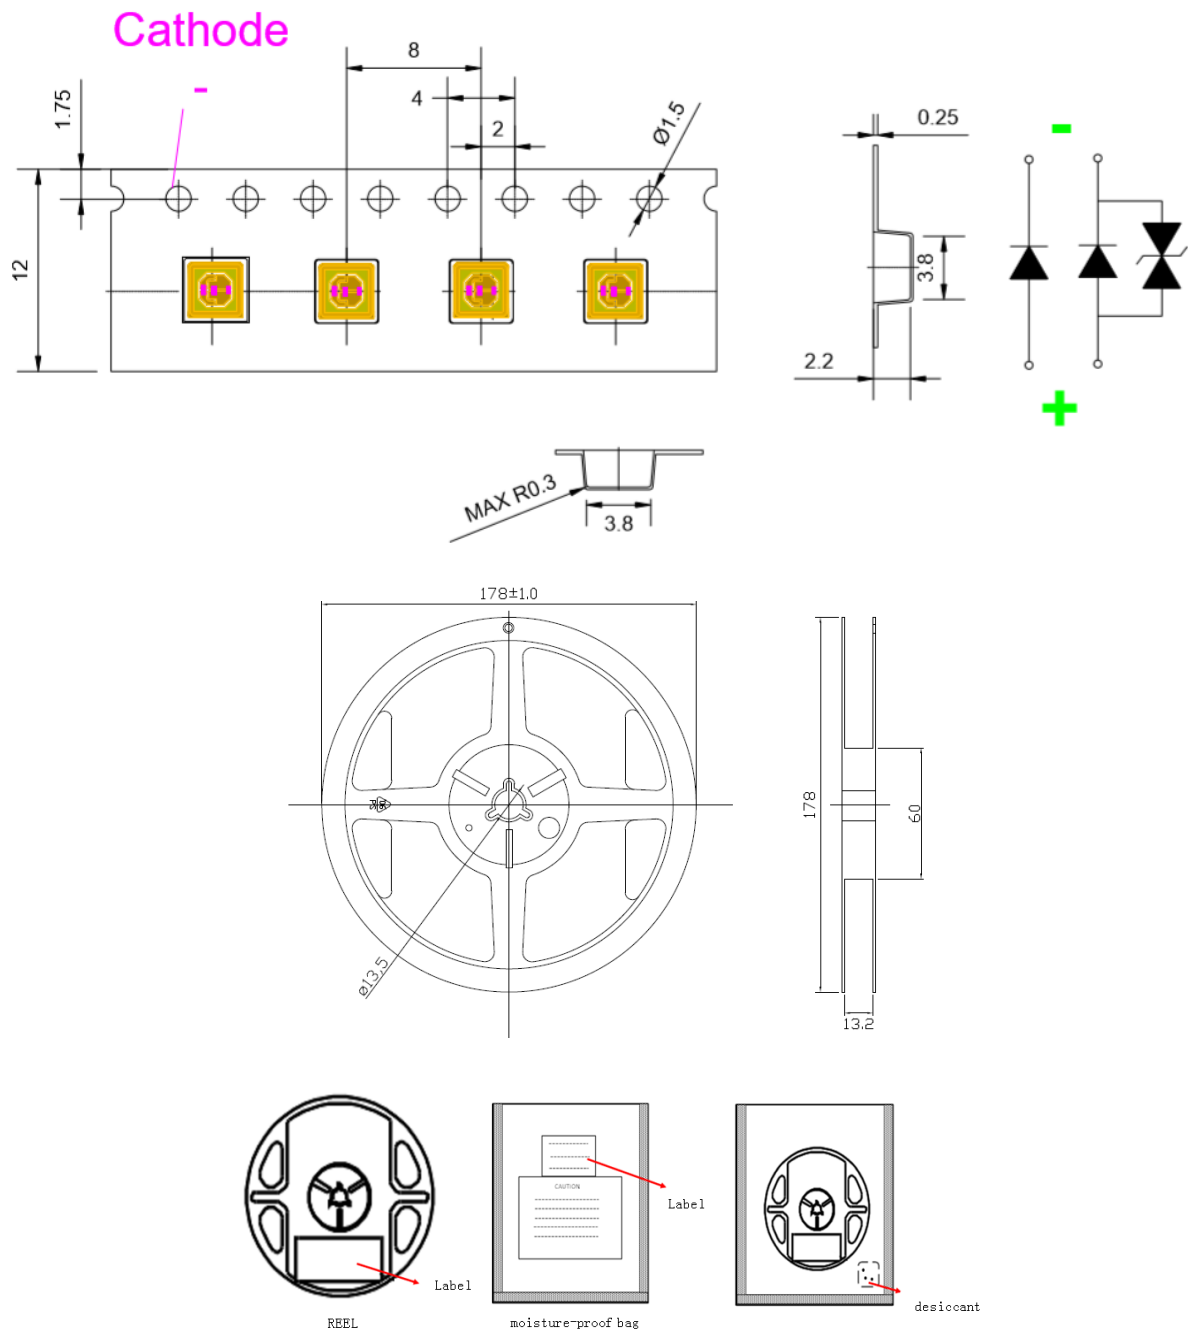 Cathode
-
8
4
2
1.75
Ø1.5
12
0.25
-
3.8
2.2
+
MAX R0.3
3.8
178±1.0
178
60
ø13,5
13.2
CAUTION
Label
Label
desiccant
REEL
moisture-proof bag